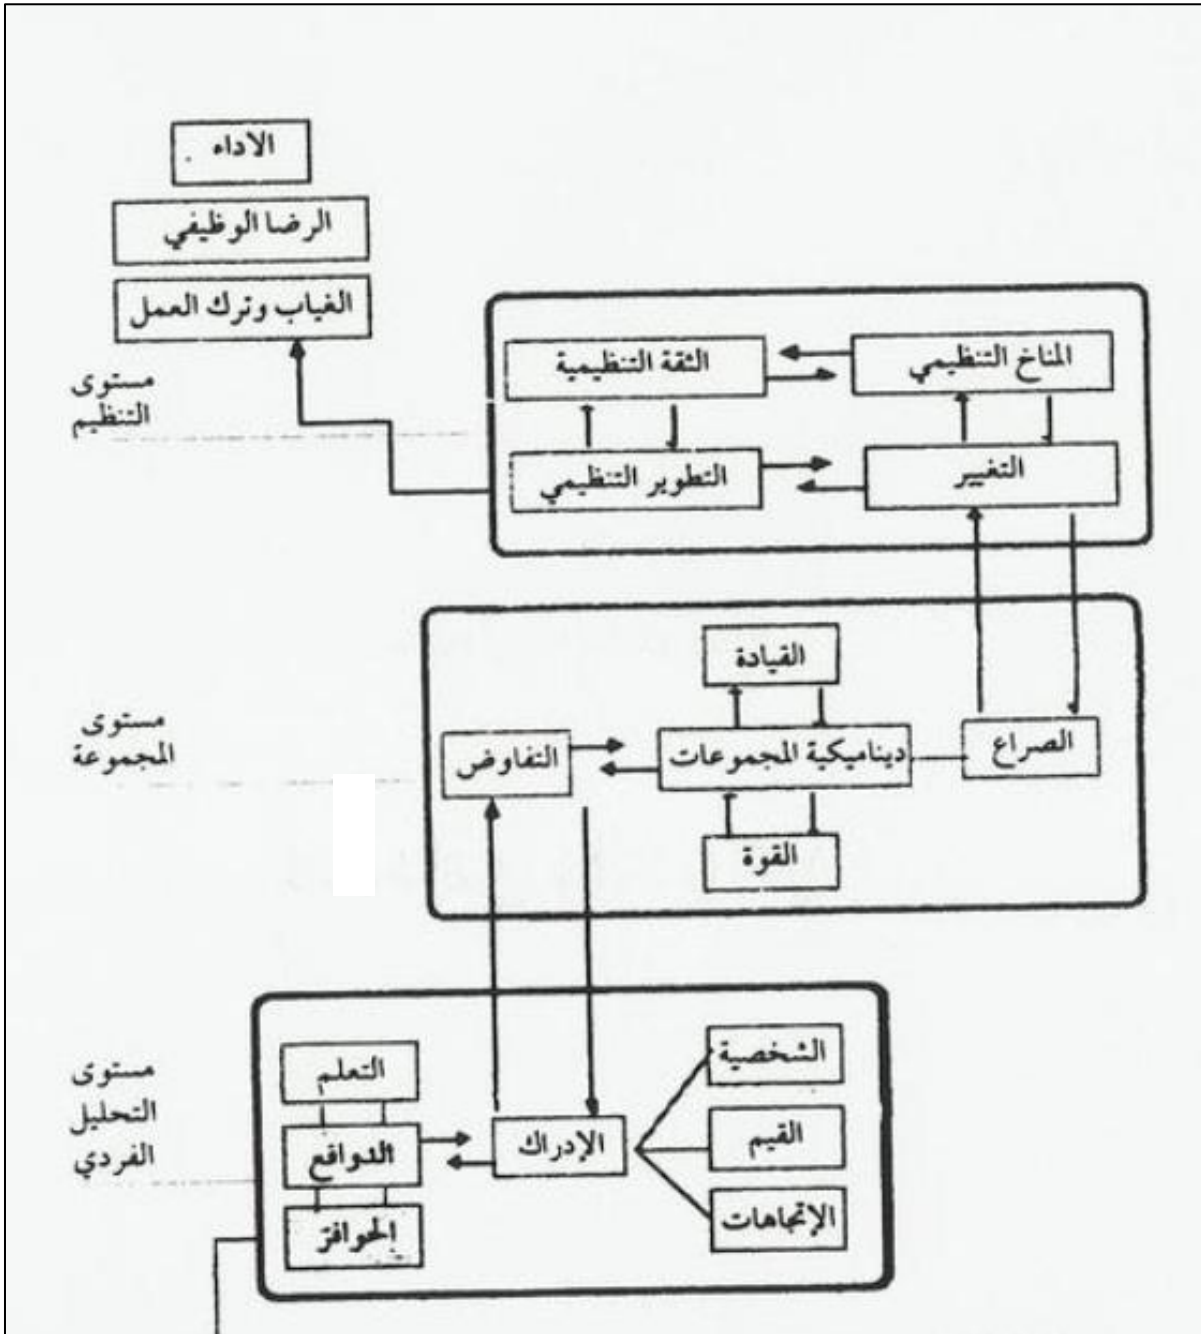 الاداء
الرضا الوظيفي
الغياب وترك العمل
مستوى
التنظيم
المناخ التنظيمي
الثقة التنظيمية
التغيير
التطوير التنظيمي
مستوى
المجموعة
القيادة
الصراع
ديناميكية المجموعات
التفاوض
القوة
مستوى
التحليل
الفردي
الشخصية
التعلم
القيم
الإدراك
الدوافع
الإتجاهات
الحوافز